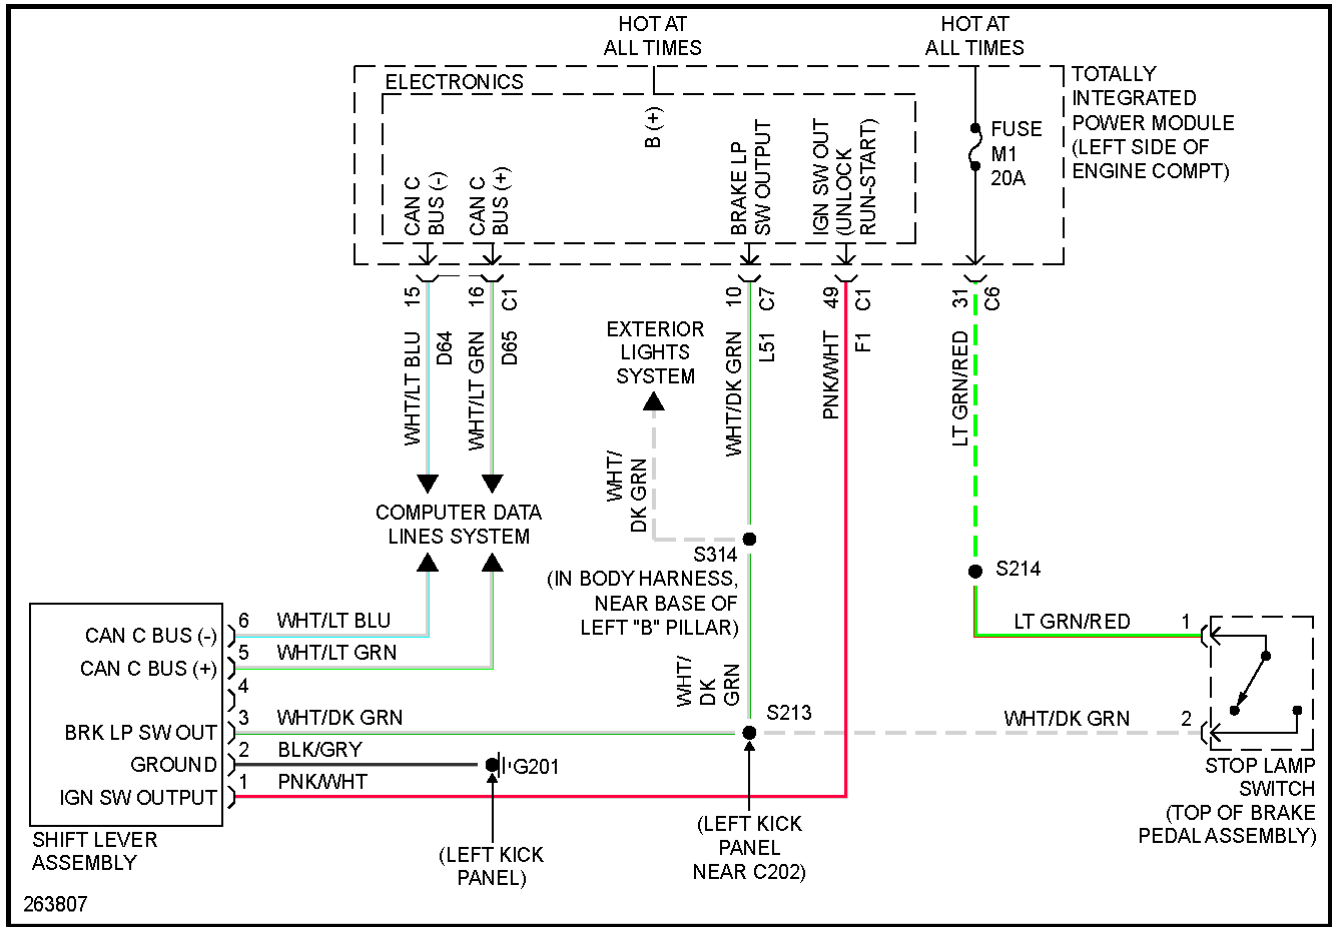 HOT AT
ALL TIMES
HOT AT
ALL TIMES
ELECTRONICS
B (+)
CAN C
BUS (-)
CAN C
BUS (+)
BRAKE LP
SW OUTPUT
IGN SW OUT
(UNLOCK
RUN-START)
FUSE
M1
20A
TOTALLY
INTEGRATED
POWER MODULE
(LEFT SIDE OF
ENGINE COMPT)
15
16
C1
10
C7
49
C1
31
C6
WHT/LT BLU
D64
WHT/LT GRN
D65
EXTERIOR
LIGHTS
SYSTEM
WHT/DK GRN
L51
PNK/WHT
F1
LT GRN/RED
WHT/
DK GRN
COMPUTER DATA
LINES SYSTEM
S314
(IN BODY HARNESS,
NEAR BASE OF
LEFT "B" PILLAR)
S214
CAN C BUS (-)
6
WHT/LT BLU
CAN C BUS (+)
5
WHT/LT GRN
4
BRK LP SW OUT
3
WHT/DK GRN
GROUND
2
BLK/GRY
G201
IGN SW OUTPUT
1
PNK/WHT
SHIFT LEVER
ASSEMBLY
WHT/
DK
GRN
S213
LT GRN/RED
1
WHT/DK GRN
2
STOP LAMP
SWITCH
(TOP OF BRAKE
PEDAL ASSEMBLY)
(LEFT KICK
PANEL)
(LEFT KICK
PANEL
NEAR C202)
263807